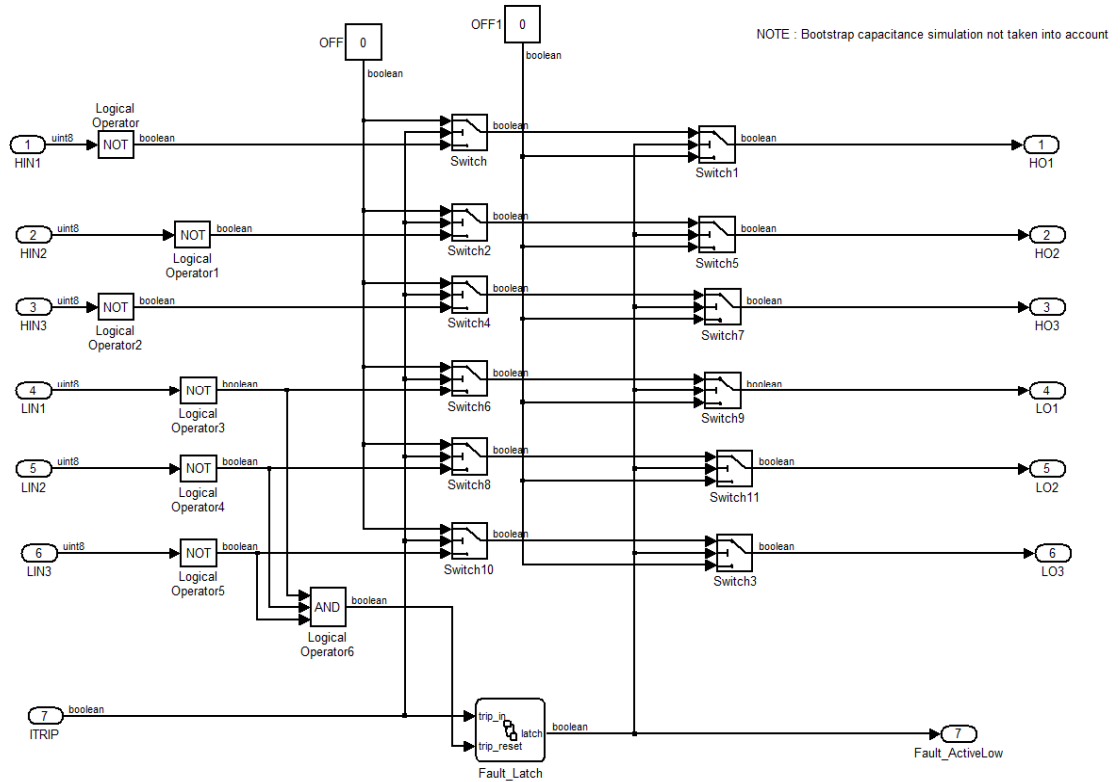 OFF
0
OFF1
0
NOTE : Bootstrap capacitance simulation not taken into account
boolean
boolean
1
HIN1
uint8
Logical
Operator
NOT
boolean
Switch
boolean
Switch1
boolean
1
HO1
2
HIN2
uint8
NOT
Logical
Operator1
boolean
Switch2
boolean
Switch5
boolean
2
HO2
3
HIN3
uint8
NOT
Logical
Operator2
boolean
Switch4
boolean
Switch7
boolean
3
HO3
4
LIN1
uint8
NOT
Logical
Operator3
boolean
Switch6
boolean
Switch9
boolean
4
LO1
5
LIN2
uint8
NOT
Logical
Operator4
boolean
Switch8
boolean
Switch11
boolean
5
LO2
6
LIN3
uint8
NOT
Logical
Operator5
boolean
Switch10
boolean
Switch3
boolean
6
LO3
AND
Logical
Operator6
boolean
7
ITRIP
boolean
trip_in
trip_reset
latch
Fault_Latch
boolean
7
Fault_ActiveLow